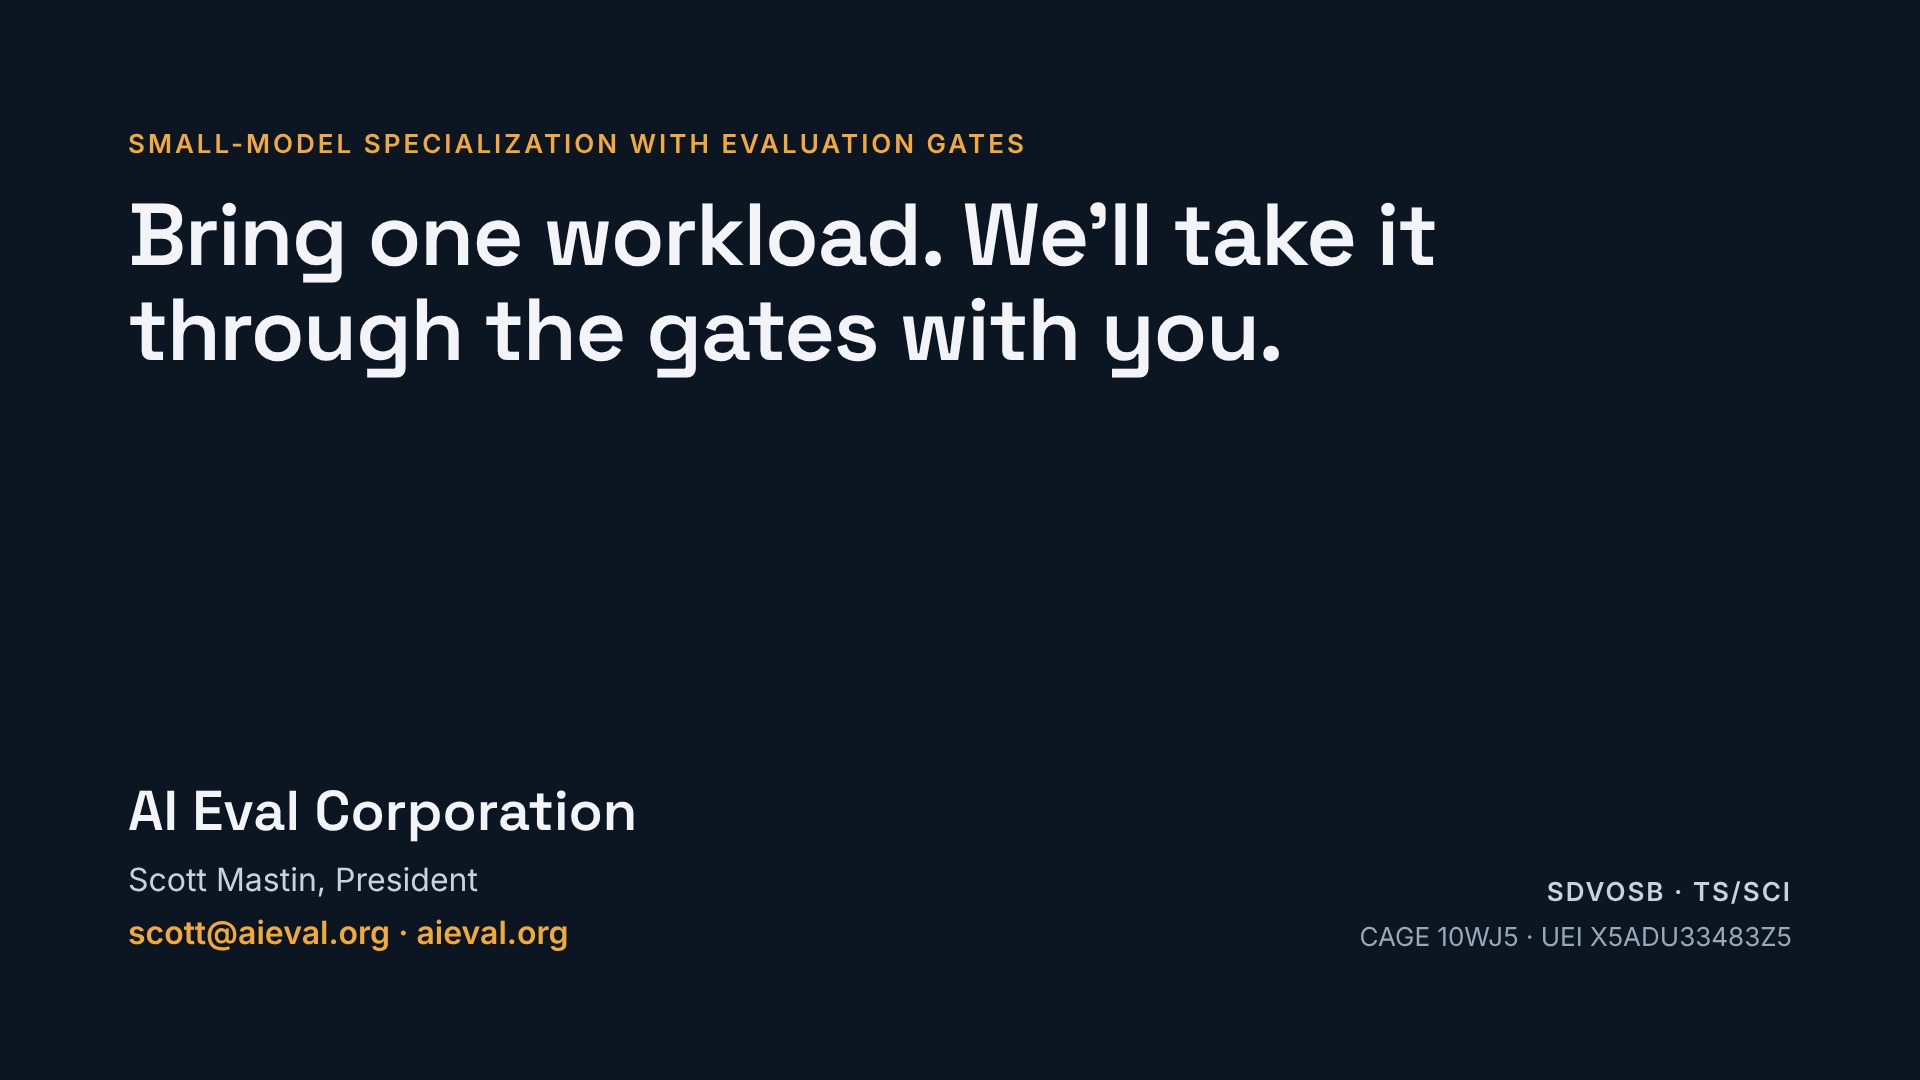 SMALL-MODEL SPECIALIZATION WITH EVALUATION GATES
Bring one workload. We’ll take it
through the gates with you.
AI Eval Corporation
Scott Mastin, President
scott@aieval.org · aieval.org
SDVOSB · TS/SCI
CAGE 10WJ5 · UEI X5ADU33483Z5